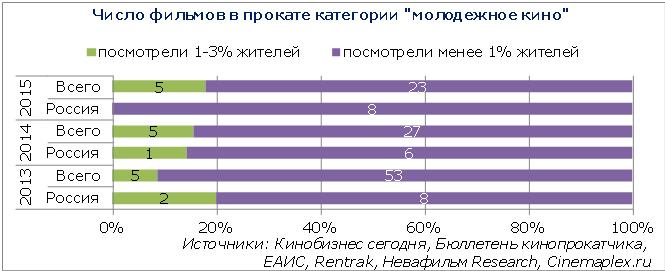 Число фильмов в прокате категории "молодежное кино"
посмотрели 1-3% жителей посмотрели менее 1% жителей
2015 Всего 5 23
Россия 8
2014 Всего 5 27
Россия 1 6
2013 Всего 5 53
Россия 2 8
0% 20% 40% 60% 80% 100%
Источники: Кинобизнес сегодня, Бюллетень кинопрокатчика,
ЕАИС, Rentrak, Невафильм Research, Cinemaplex.ru